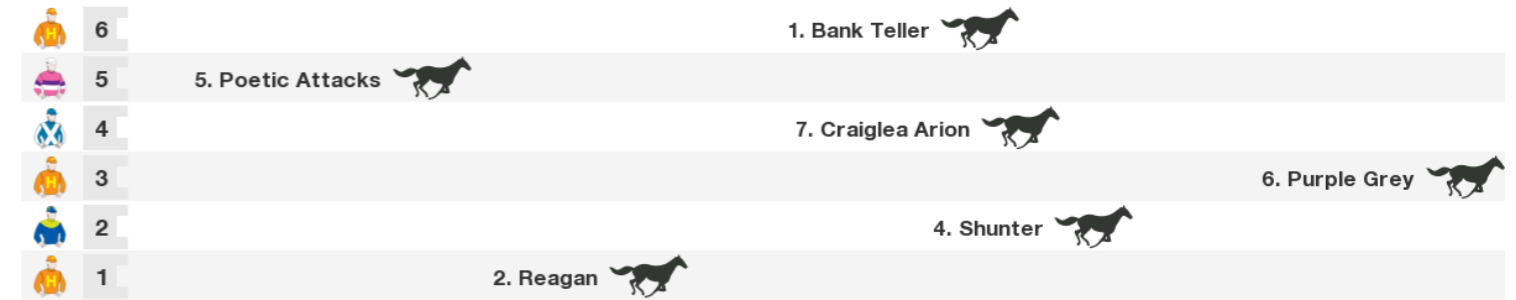 6 1. Bank Teller
5 5. Poetic Attacks
4 7. Craiglea Arion
3 6. Purple Grey
2 4. Shunter
1 2. Reagan